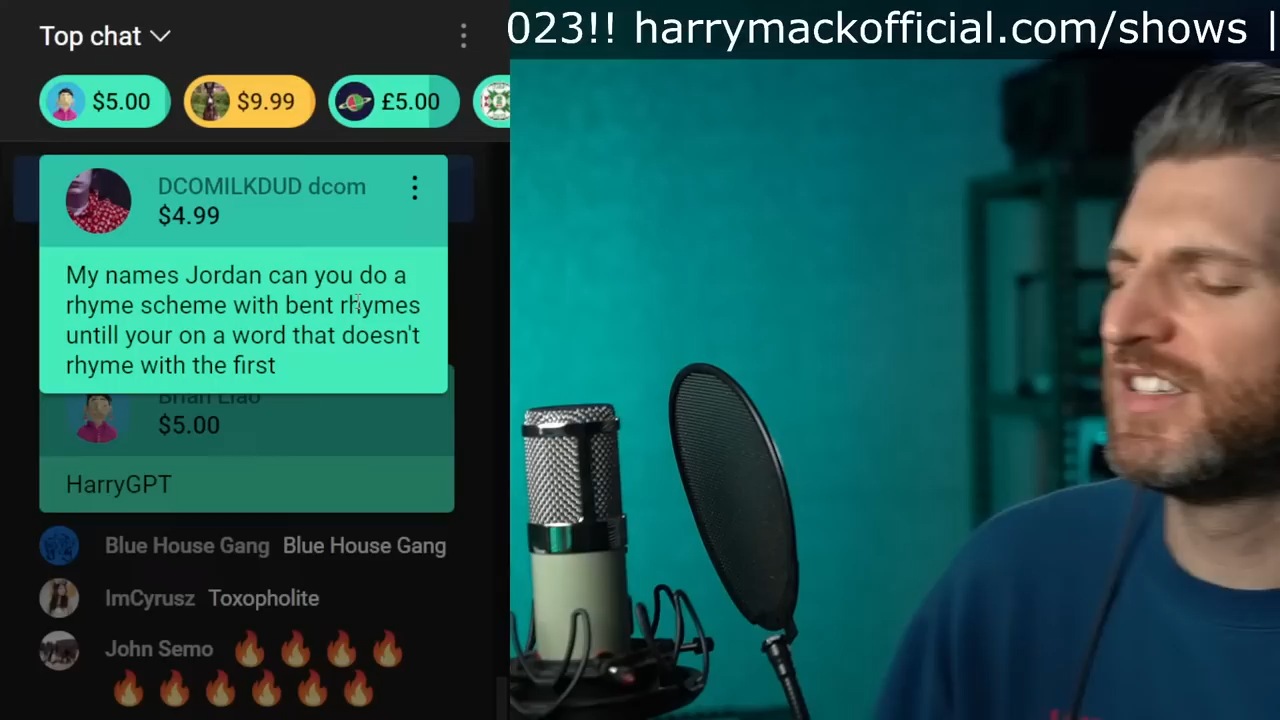 023!! harrymackofficial.com/shows |
Top chat
$5.00
$9.99
£5.00
DCOMILKDUD dcom
$4.99
My names Jordan can you do a
rhyme scheme with bent rhymes
untill your on a word that doesn't
rhyme with the first
Brian Liao
$5.00
HarryGPT
Blue House Gang Blue House Gang
ImCyrusz Toxopholite
John Semo